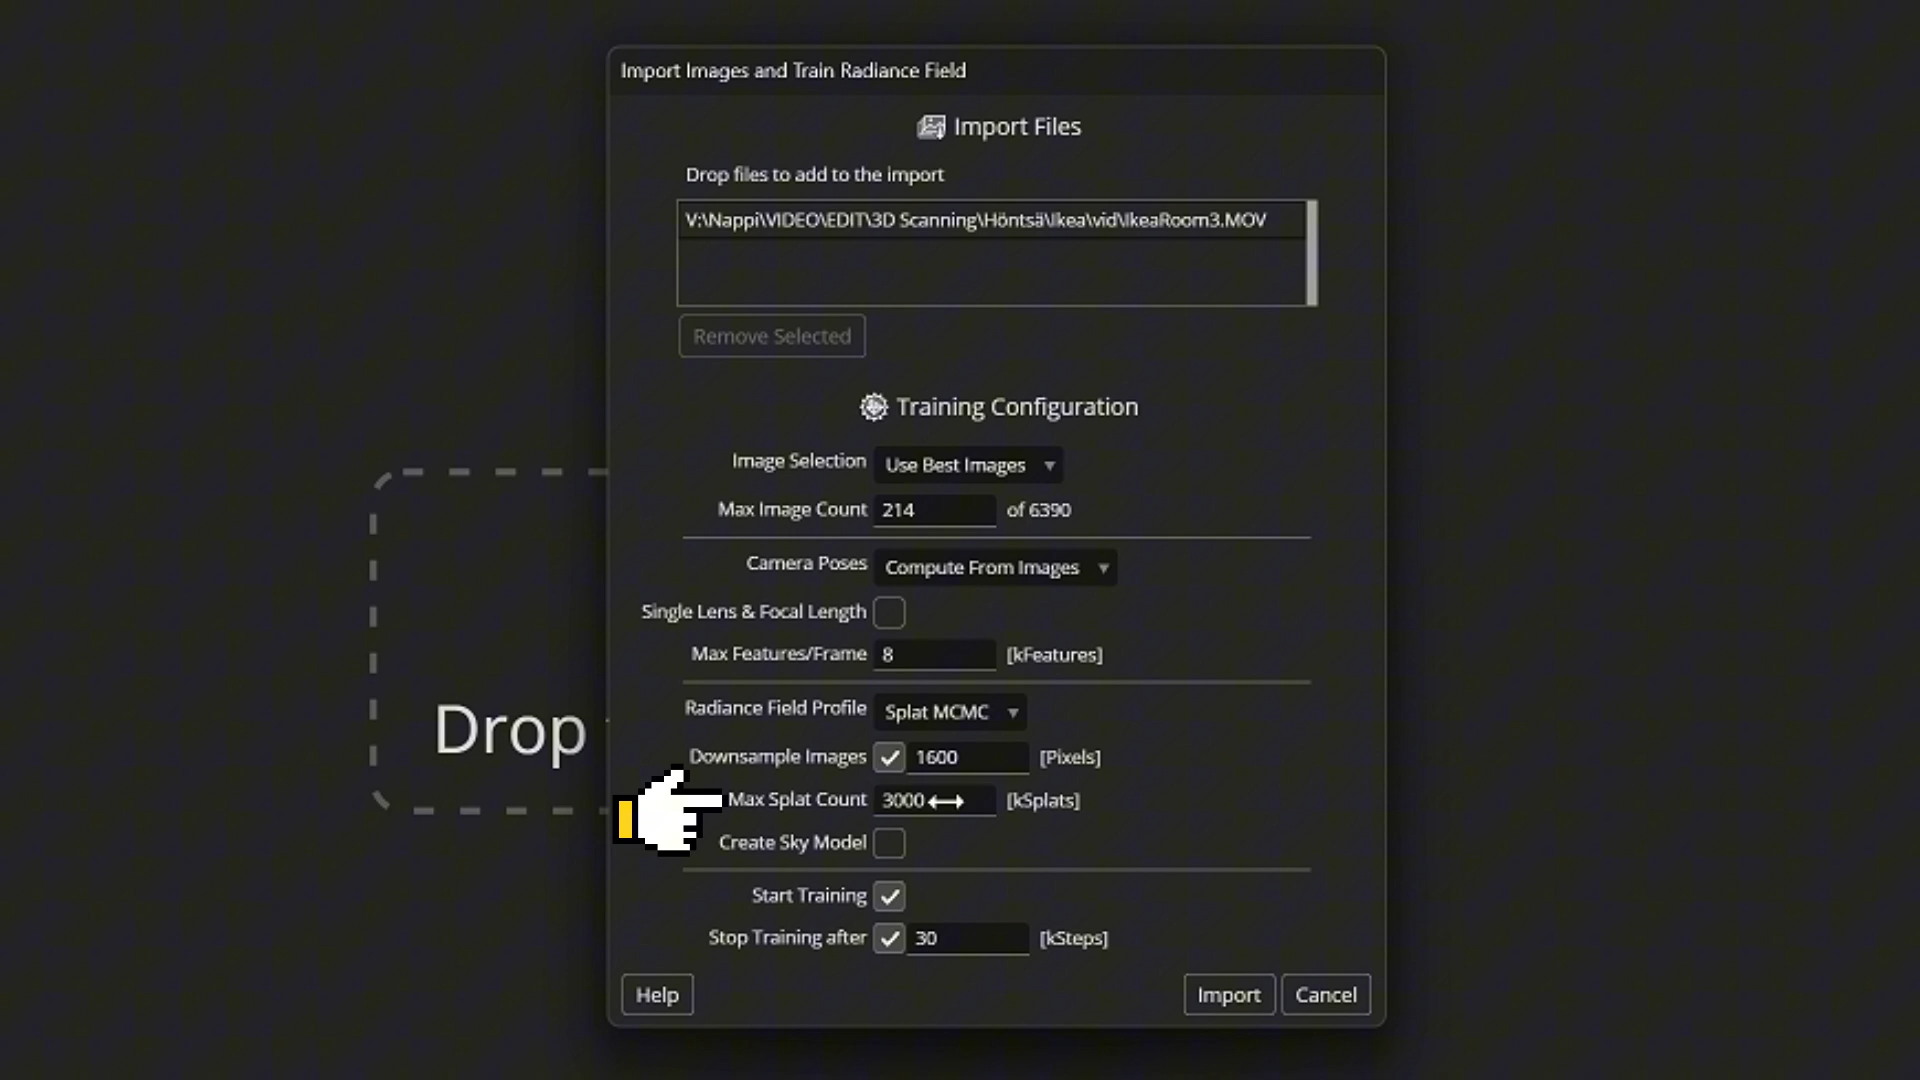 Import Images and Train Radiance Field
Import Files
Drop files to add to the import
V:\Nappi\VIDEO\EDIT\3D Scanning\Höntsä\Ikea\vid\IkeaRoom3.MOV
Remove Selected
Training Configuration
Image Selection Use Best Images
Max Image Count 214 of 6390
Camera Poses Compute From Images
Single Lens & Focal Length
Max Features/Frame 8 [kFeatures]
Radiance Field Profile Splat MCMC
Drop
Downsample Images 1600 [Pixels]
Max Splat Count 3000 [kSplats]
Create Sky Model
Start Training
Stop Training after 30 [kSteps]
Help Import Cancel